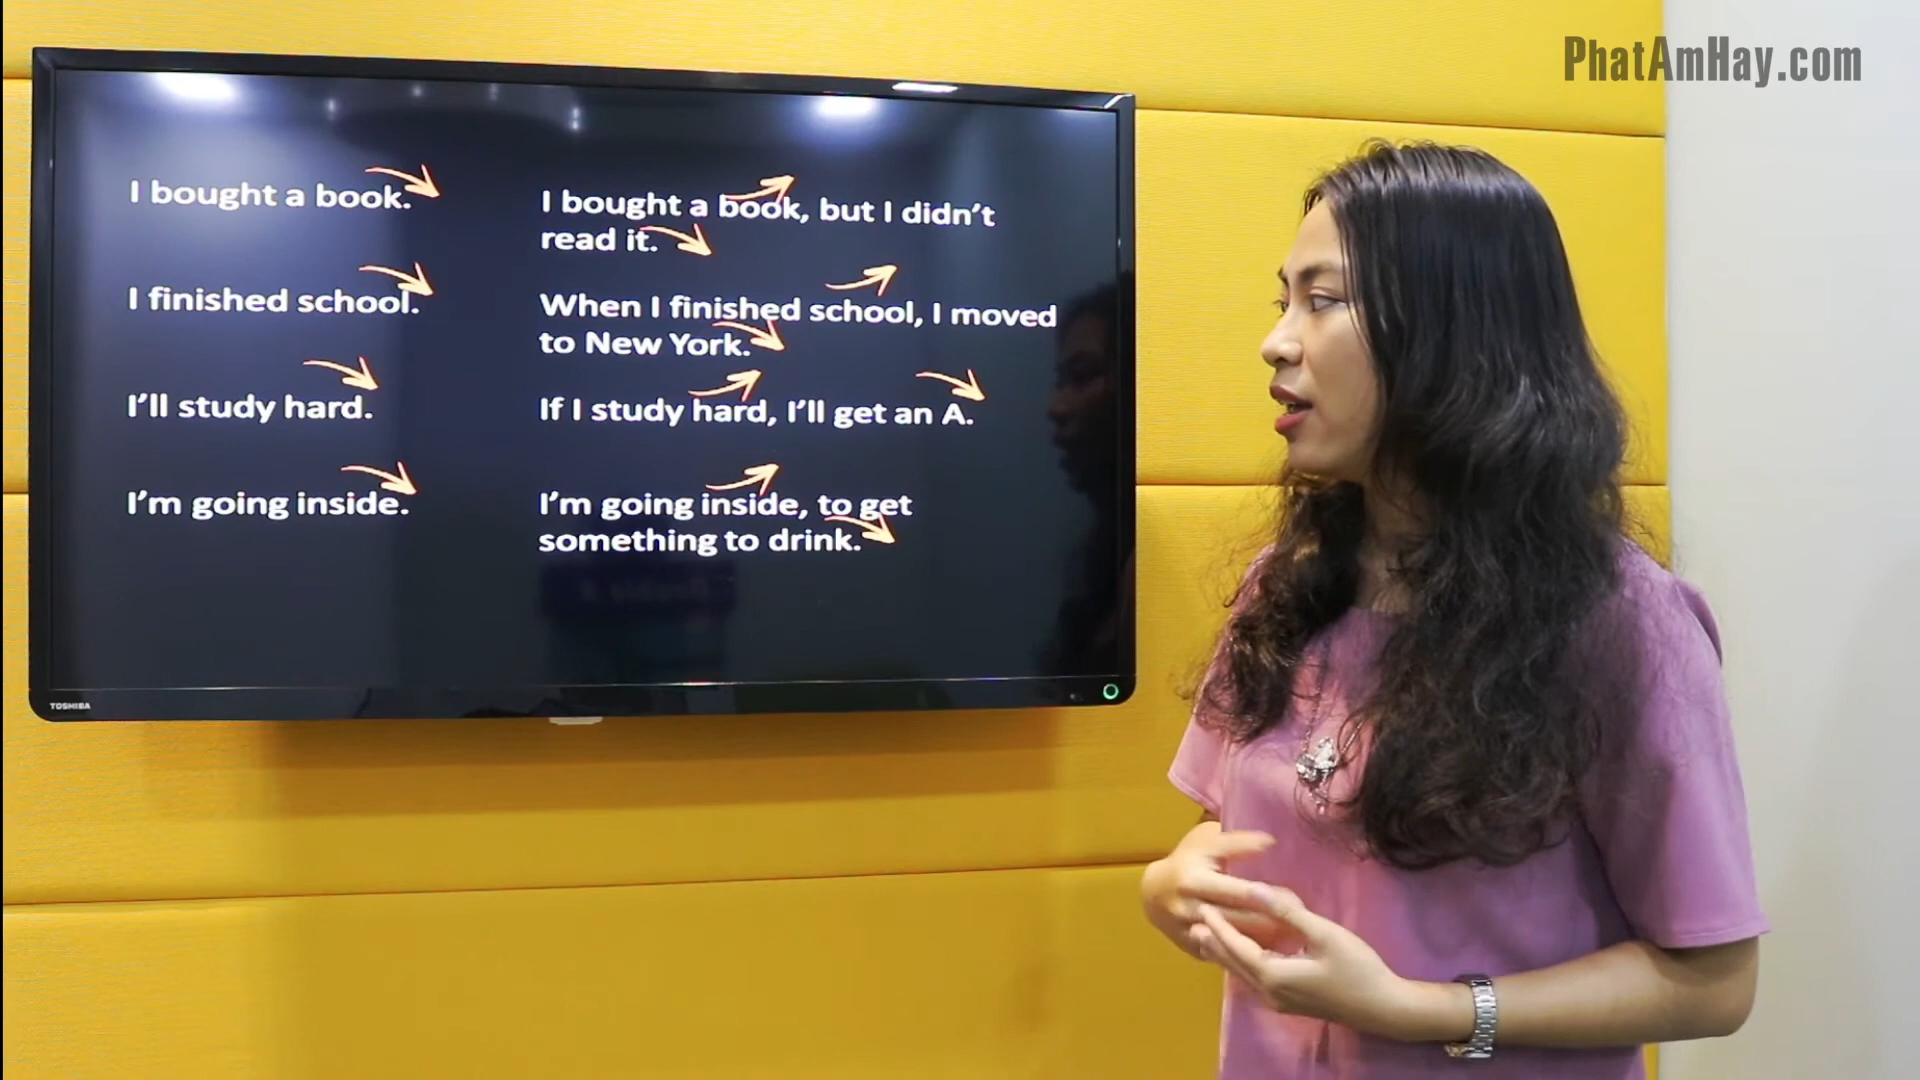 PhatAmHay.com
I bought a book.
I bought a book, but I didn't
read it.
I finished school.
When I finished school, I moved
to New York.
I'll study hard.
If I study hard, I'll get an A.
I'm going inside.
I'm going inside, to get
something to drink.
TOSHIBA